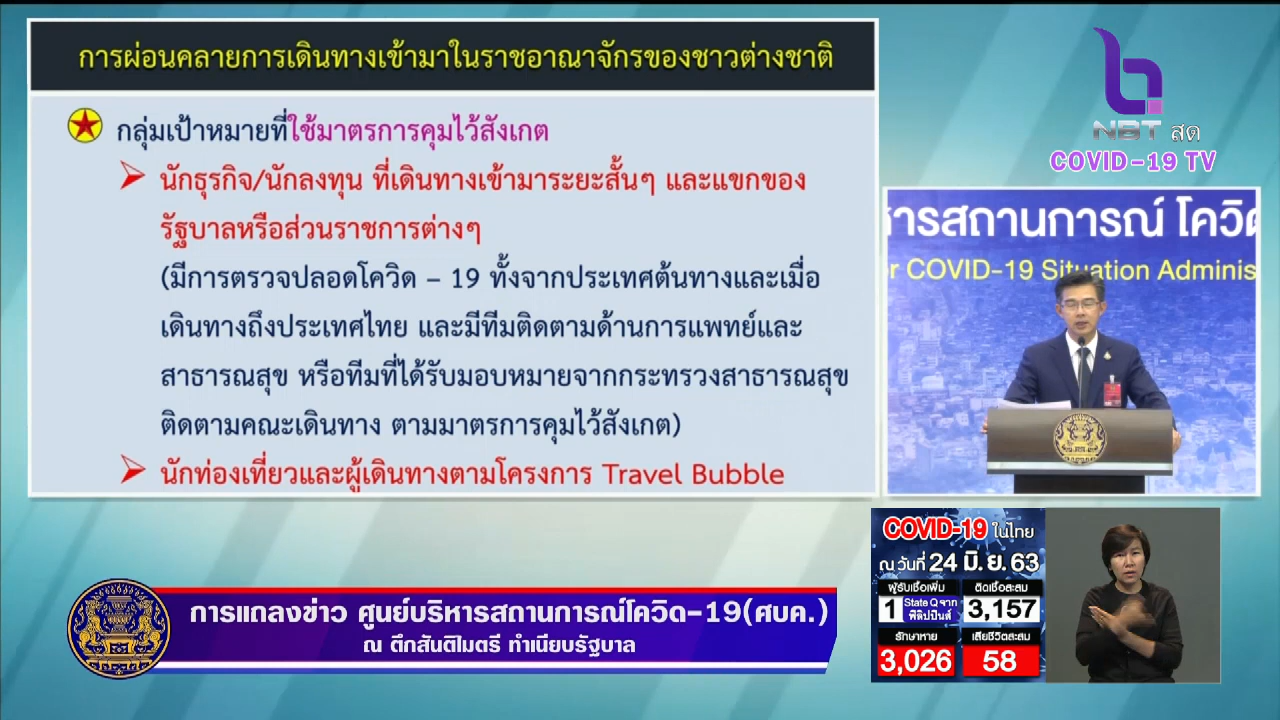 การผ่อนคลายการเดินทางเข้ามาในราชอาณาจักรของชาวต่างชาติ
กลุ่มเป้าหมายที่ใช้มาตรการคุมไว้สังเกต
นักธุรกิจ/นักลงทุน ที่เดินทางเข้ามาระยะสั้นๆ และแขกของ
รัฐบาลหรือส่วนราชการต่างๆ
(มีการตรวจปลอดโควิด – 19 ทั้งจากประเทศต้นทางและเมื่อ
เดินทางถึงประเทศไทย และมีทีมติดตามด้านการแพทย์และ
สาธารณสุข หรือทีมที่ได้รับมอบหมายจากกระทรวงสาธารณสุข
ติดตามคณะเดินทาง ตามมาตรการคุมไว้สังเกต)
นักท่องเที่ยวและผู้เดินทางตามโครงการ Travel Bubble
NBT สด
COVID-19 TV
หารสถานการณ์ โควิด
or COVID-19 Situation Adminis
COVID-19 ในไทย
ณ วันที่ 24 มิ.ย. 63
ผู้รับเชื้อเพิ่ม
ติดเชื้อสะสม
1 State Q จาก ฟิลิปปินส์
3,157
รักษาหาย
เสียชีวิตสะสม
3,026
58
การแถลงข่าว ศูนย์บริหารสถานการณ์โควิด-19(ศบค.)
ณ ตึกสันติไมตรี ทำเนียบรัฐบาล